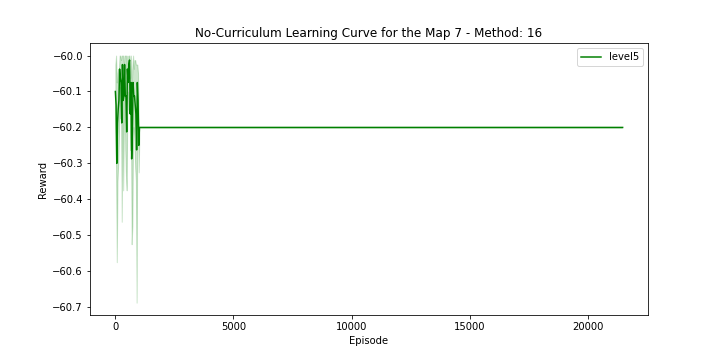 No-Curriculum Learning Curve for the Map 7 - Method: 16
level5
−60.0
−60.1
−60.2
−60.3
−60.4
−60.5
−60.6
−60.7
Reward
0 5000 10000 15000 20000
Episode